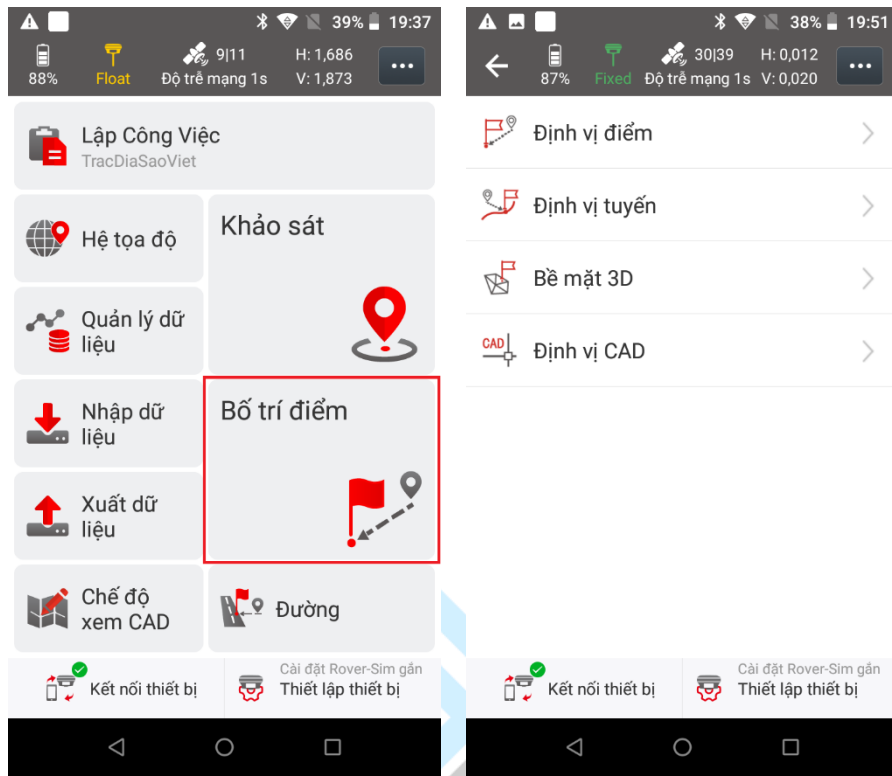 39% 19:37
88% Float 9|11 Độ trễ mạng 1s H: 1,686 V: 1,873
Lập Công Việc
TracDiaSaoViet
Hệ tọa độ
Khảo sát
Quản lý dữ
liệu
Nhập dữ
liệu
Bố trí điểm
Xuất dữ
liệu
Chế độ
xem CAD
Đường
Kết nối thiết bị
Cài đặt Rover-Sim gắn
Thiết lập thiết bị
38% 19:51
87% Fixed 30|39 Độ trễ mạng 1s H: 0,012 V: 0,020
Định vị điểm
Định vị tuyến
Bề mặt 3D
CAD
Định vị CAD
Kết nối thiết bị
Cài đặt Rover-Sim gắn
Thiết lập thiết bị